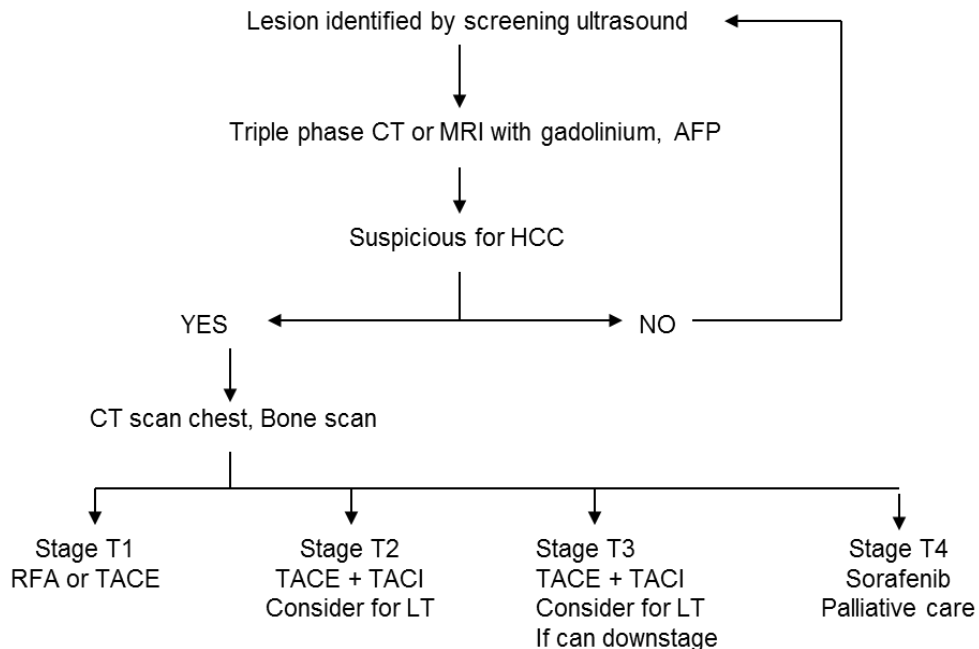 Lesion identified by screening ultrasound
Triple phase CT or MRI with gadolinium, AFP
Suspicious for HCC
YES
NO
CT scan chest, Bone scan
Stage T1
RFA or TACE
Stage T2
TACE + TACI
Consider for LT
Stage T3
TACE + TACI
Consider for LT
If can downstage
Stage T4
Sorafenib
Palliative care